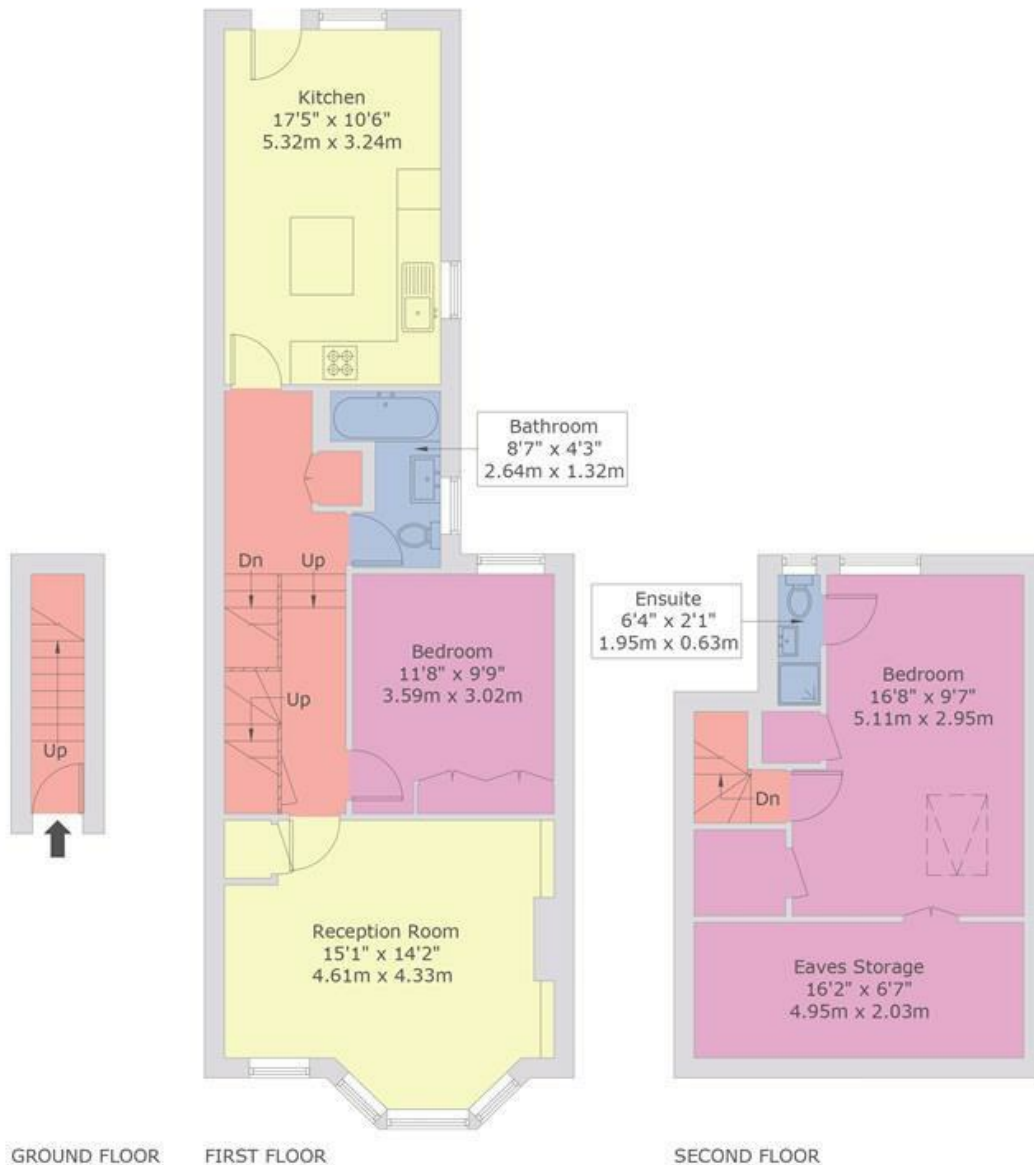 Kitchen
17'5" x 10'6"
5.32m x 3.24m
Bathroom
8'7" x 4'3"
2.64m x 1.32m
Dn
Up
Up
Bedroom
11'8" x 9'9"
3.59m x 3.02m
Up
Reception Room
15'1" x 14'2"
4.61m x 4.33m
Ensuite
6'4" x 2'1"
1.95m x 0.63m
Bedroom
16'8" x 9'7"
5.11m x 2.95m
Dn
Eaves Storage
16'2" x 6'7"
4.95m x 2.03m
GROUND FLOOR
FIRST FLOOR
SECOND FLOOR